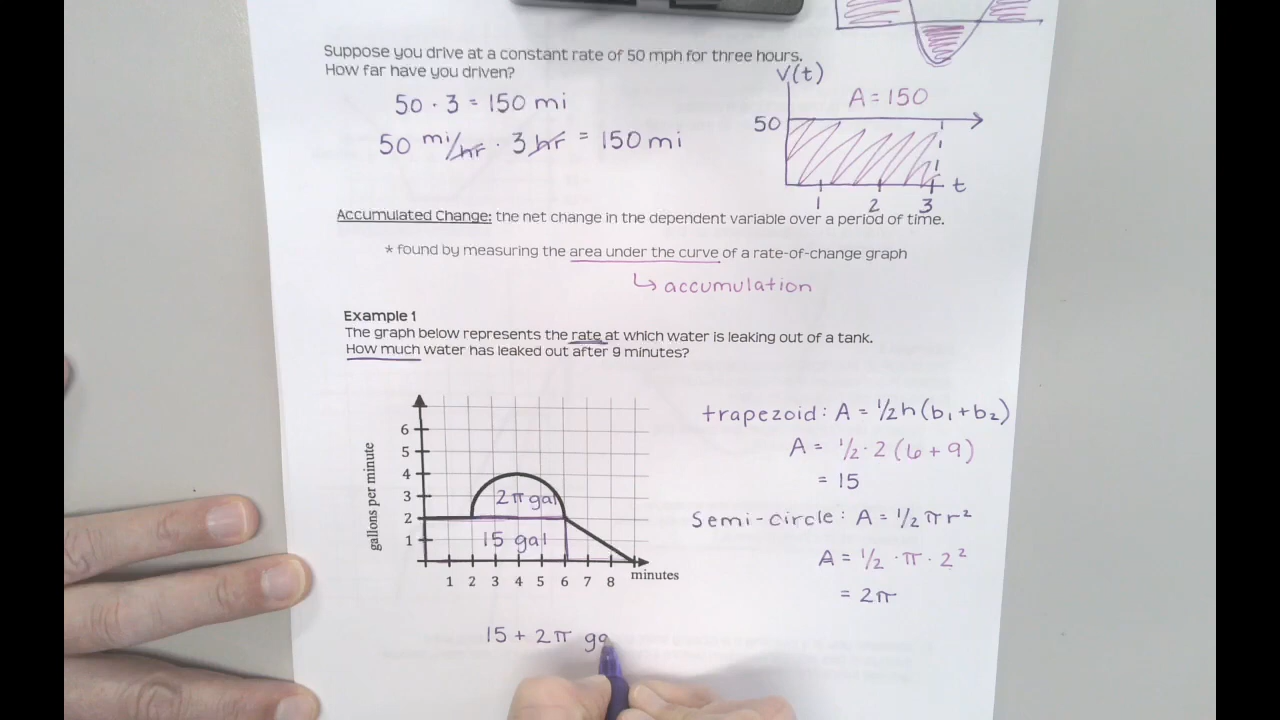 Suppose you drive at a constant rate of 50 mph for three hours.
How far have you driven?
50 · 3 = 150 mi
50 mi/hr · 3 hr = 150 mi
V(t)
A = 150
50
t
1 2 3
Accumulated Change: the net change in the dependent variable over a period of time.
* found by measuring the area under the curve of a rate-of-change graph
↳ accumulation
Example 1
The graph below represents the rate at which water is leaking out of a tank.
How much water has leaked out after 9 minutes?
gallons per minute
6
5
4
3
2
1
2π gal
15 gal
1 2 3 4 5 6 7 8
minutes
trapezoid: A = ½h(b₁+b₂)
A = ½·2(6+9)
= 15
Semi-circle: A = ½πr²
A = ½·π·2²
= 2π
15 + 2π ga